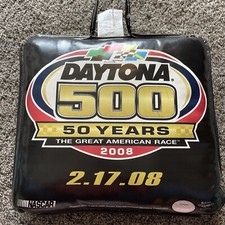 DAYTONA
500
50 YEARS
THE GREAT AMERICAN RACE
2008
2.17.08
NASCAR